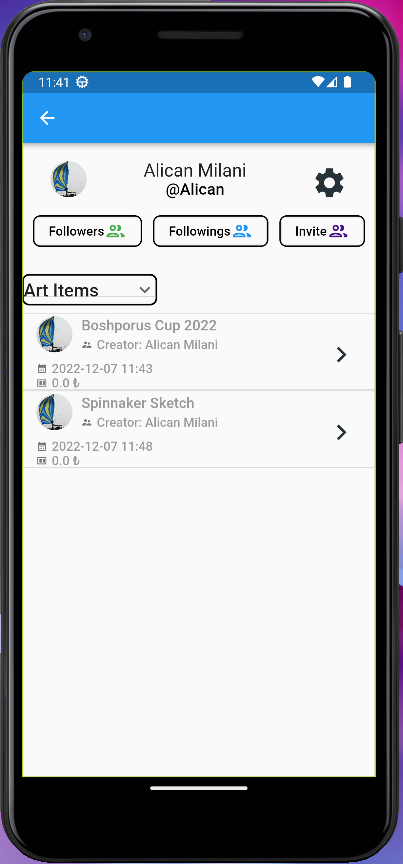 11:41
Alican Milani
@Alican
Followers
Followings
Invite
Art Items
Boshporus Cup 2022
Creator: Alican Milani
2022-12-07 11:43
0.0 ₺
Spinnaker Sketch
Creator: Alican Milani
2022-12-07 11:48
0.0 ₺